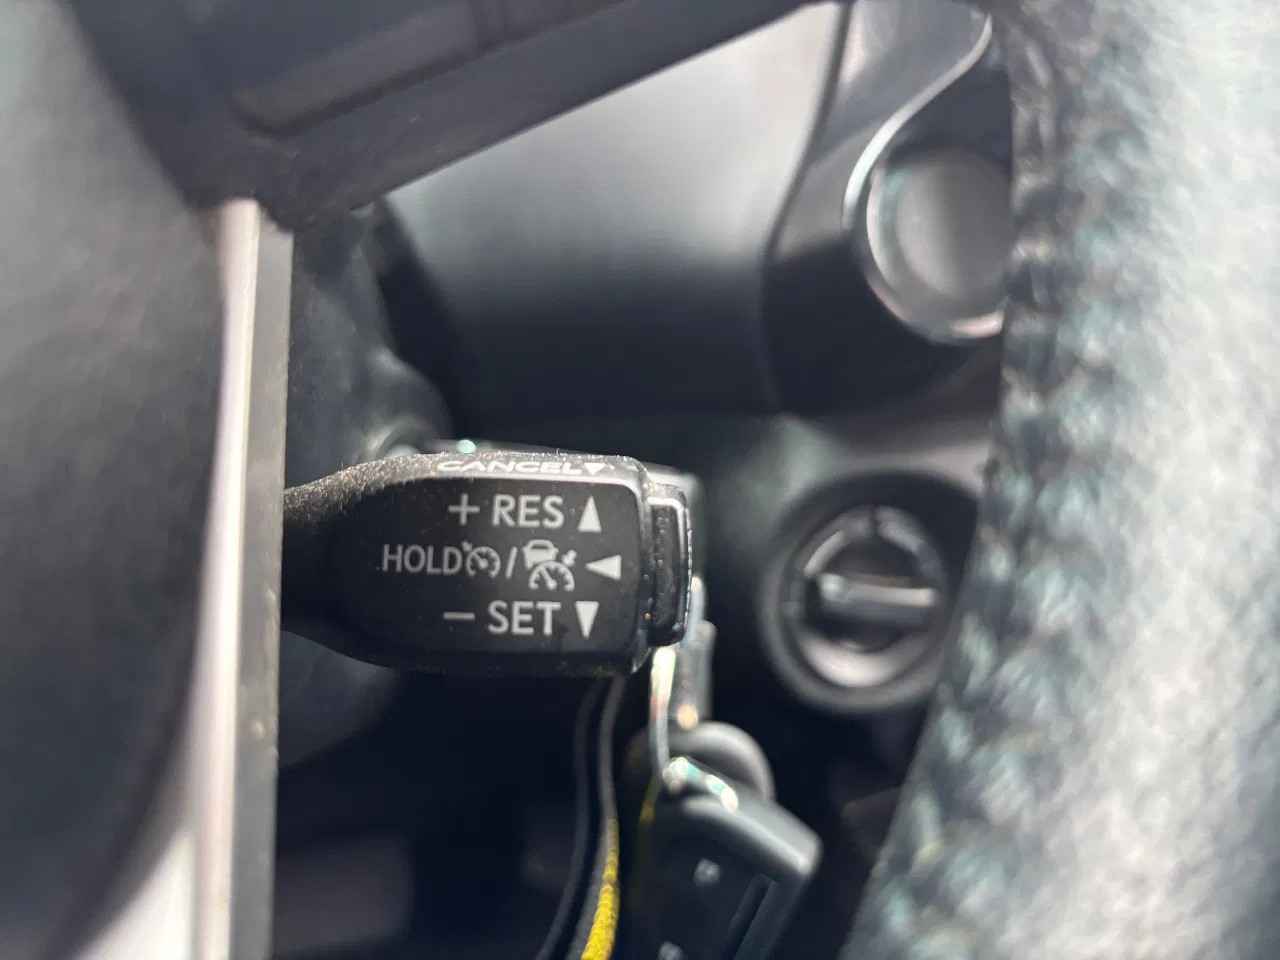 CANCEL▼
+ RES ▲
HOLD / ◀
– SET ▼